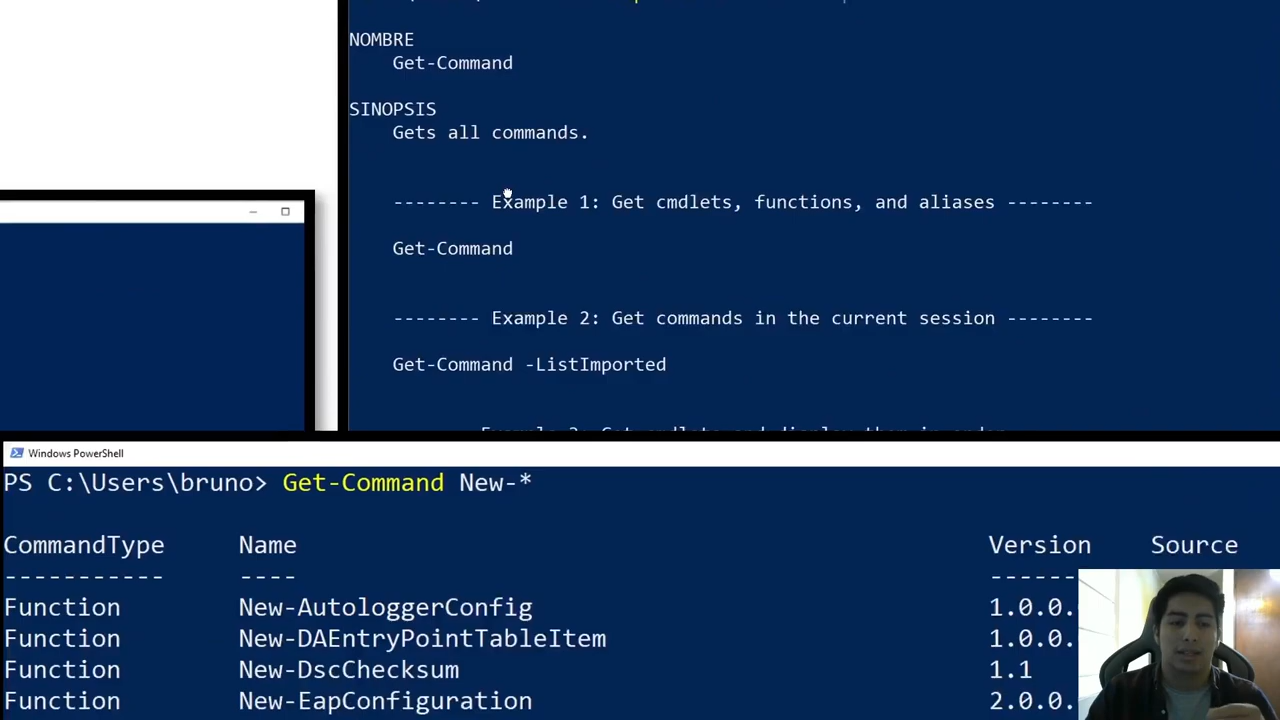 NOMBRE
Get-Command
SINOPSIS
Gets all commands.
-------- Example 1: Get cmdlets, functions, and aliases --------
Get-Command
-------- Example 2: Get commands in the current session --------
Get-Command -ListImported
Windows PowerShell
PS C:\Users\bruno> Get-Command New-*
CommandType Name Version Source
----------- ---- ------
Function New-AutologgerConfig 1.0.0.
Function New-DAEntryPointTableItem 1.0.0.
Function New-DscChecksum 1.1
Function New-EapConfiguration 2.0.0.